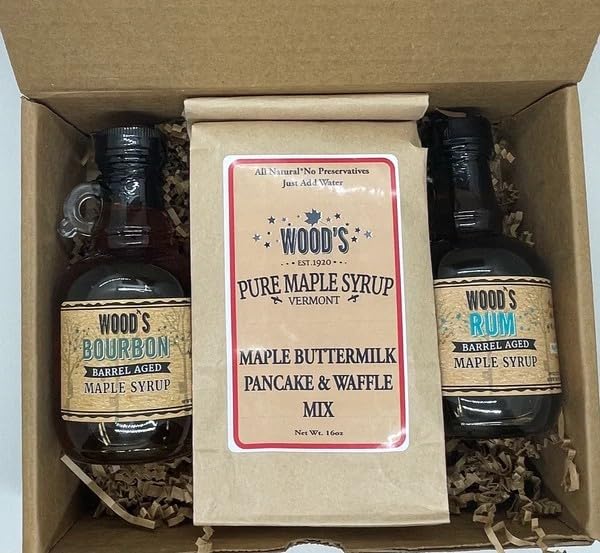 WOOD'S
BOURBON
BARREL AGED
MAPLE SYRUP
All Natural*No Preservatives
Just Add Water
WOOD'S
EST.1920
PURE MAPLE SYRUP
VERMONT
MAPLE BUTTERMILK
PANCAKE & WAFFLE
MIX
Net Wt. 16oz
WOOD'S
RUM
BARREL AGED
MAPLE SYRUP